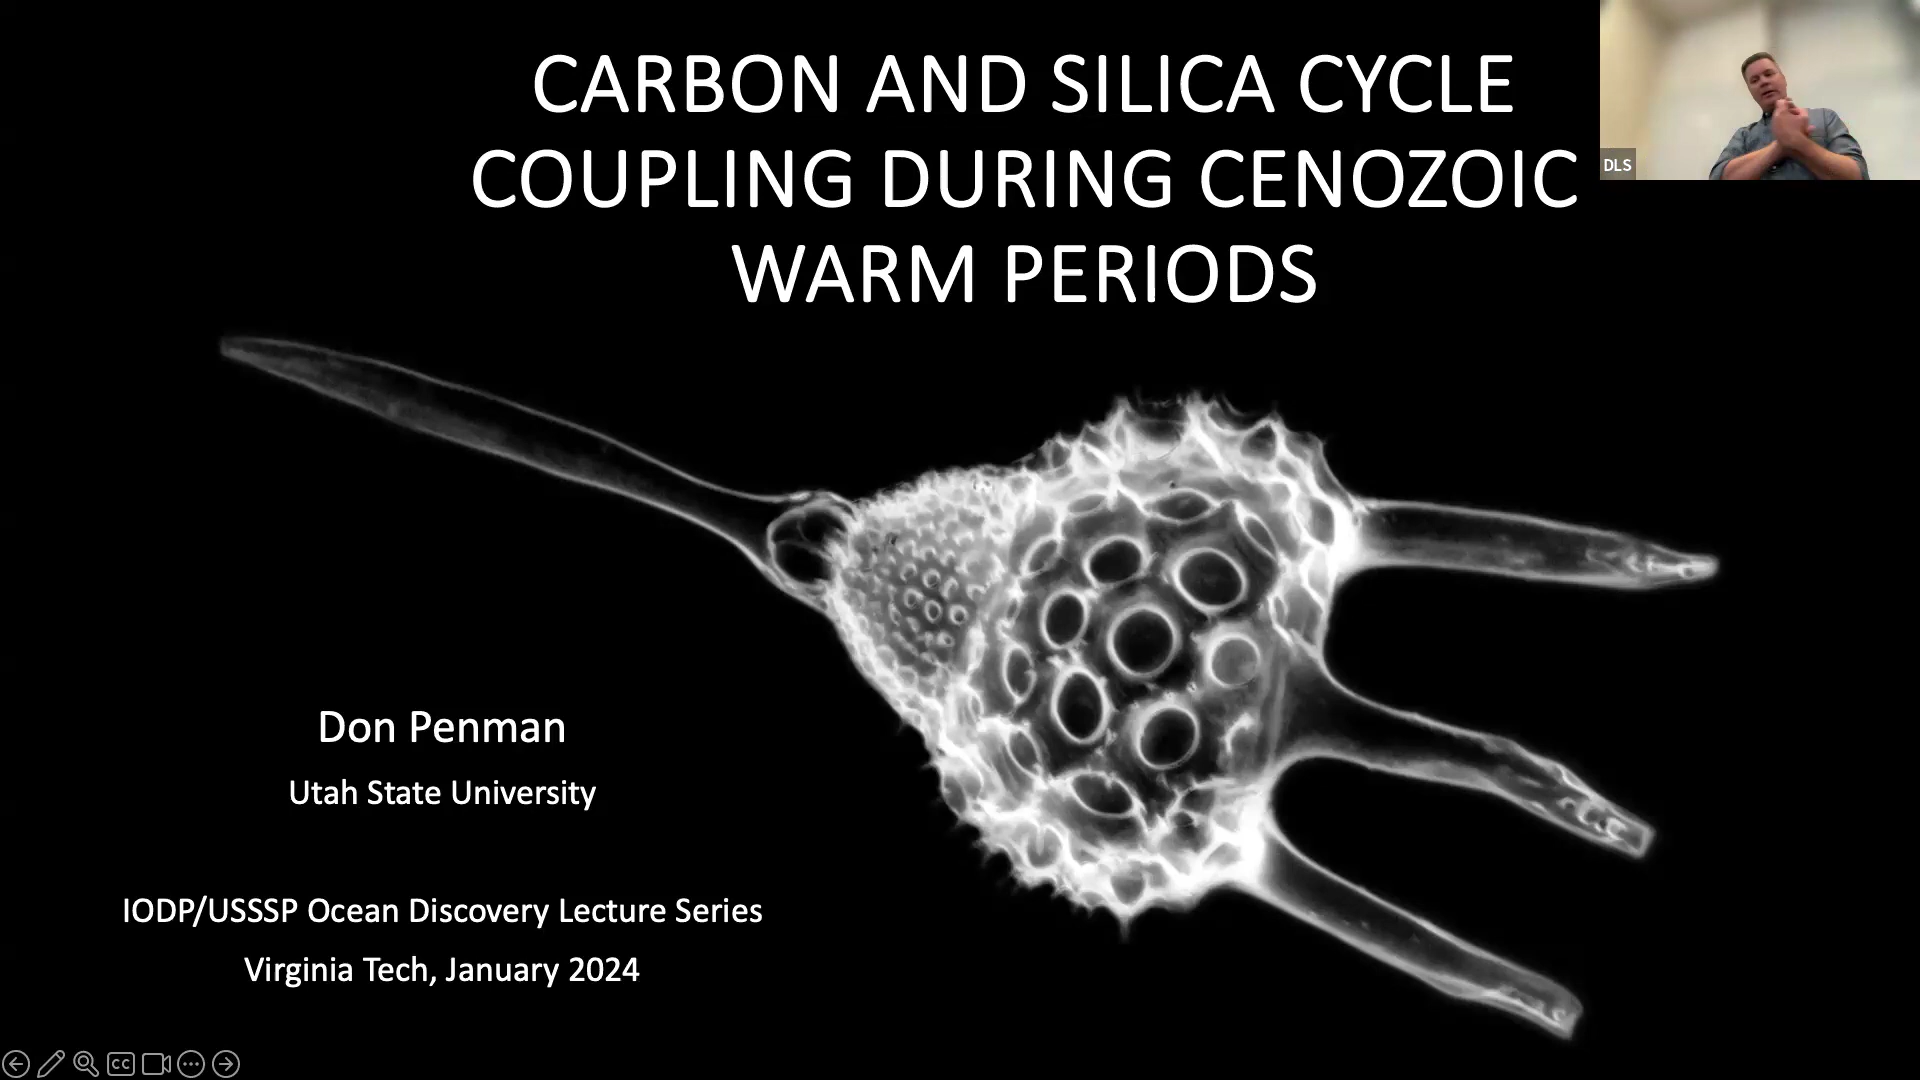 CARBON AND SILICA CYCLE
COUPLING DURING CENOZOIC
WARM PERIODS
DLS
Don Penman
Utah State University
IODP/USSSP Ocean Discovery Lecture Series
Virginia Tech, January 2024
CC